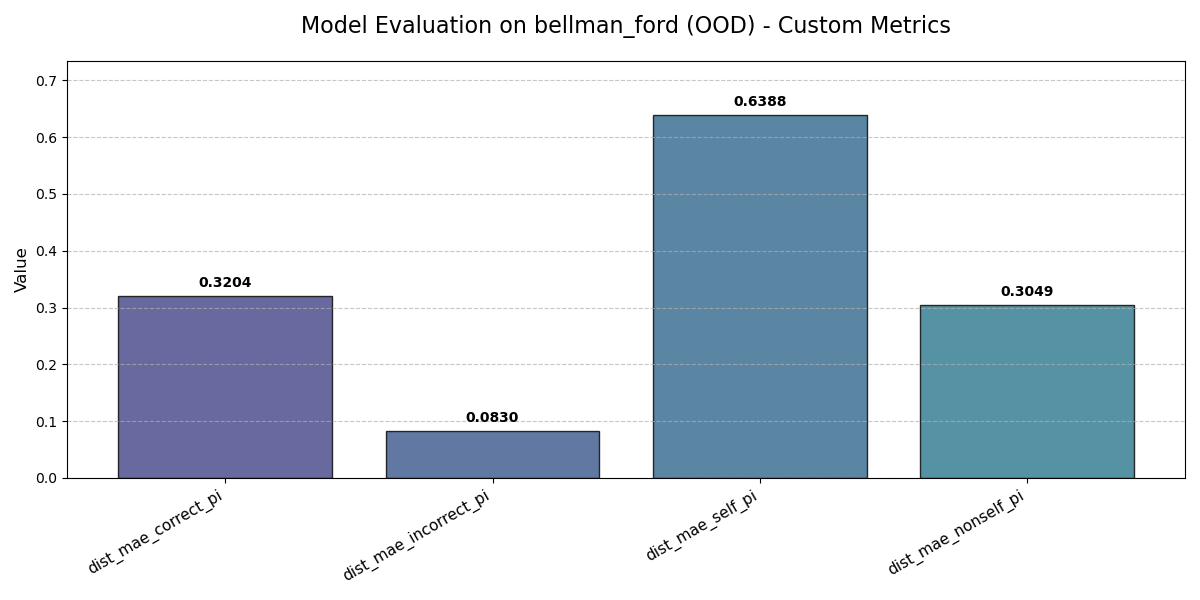 Model Evaluation on bellman_ford (OOD) - Custom Metrics
Value
0.7
0.6
0.5
0.4
0.3
0.2
0.1
0.0
0.3204
0.0830
0.6388
0.3049
dist_mae_correct_pi
dist_mae_incorrect_pi
dist_mae_self_pi
dist_mae_nonself_pi